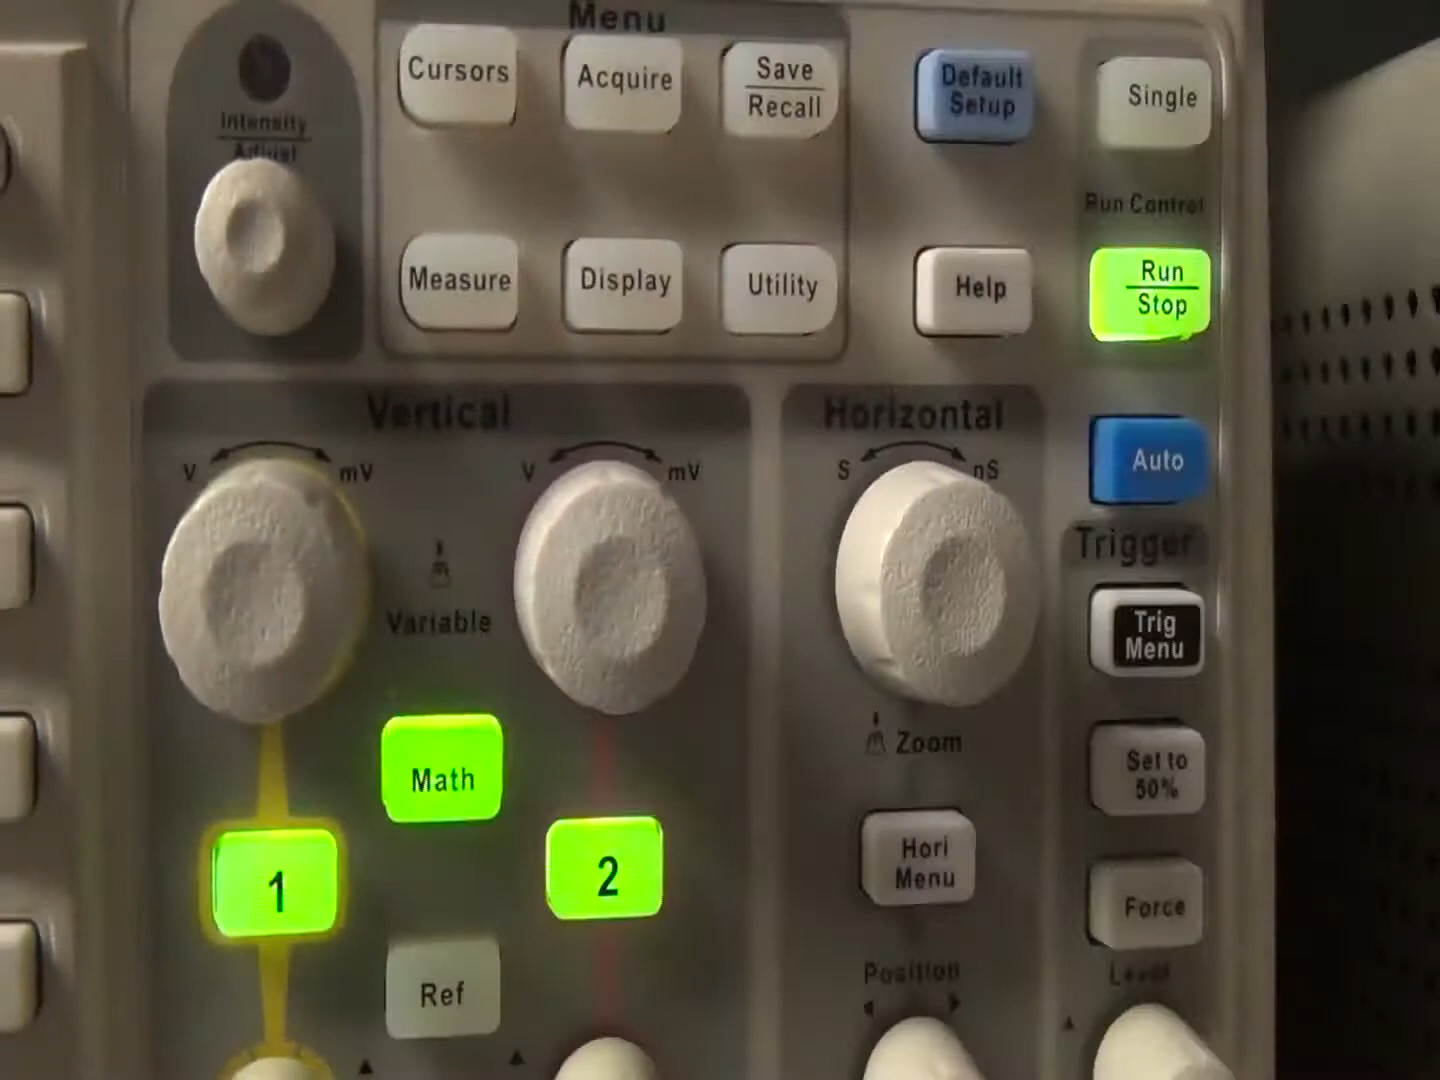 Menu
Intensity
Adjust
Cursors
Acquire
Save
Recall
Default
Setup
Single
Run Control
Measure
Display
Utility
Help
Run
Stop
Vertical
Horizontal
V
mV
V
mV
S
nS
Auto
Trigger
Variable
Trig
Menu
Zoom
Math
Set to
50%
1
2
Hori
Menu
Force
Ref
Position
Level